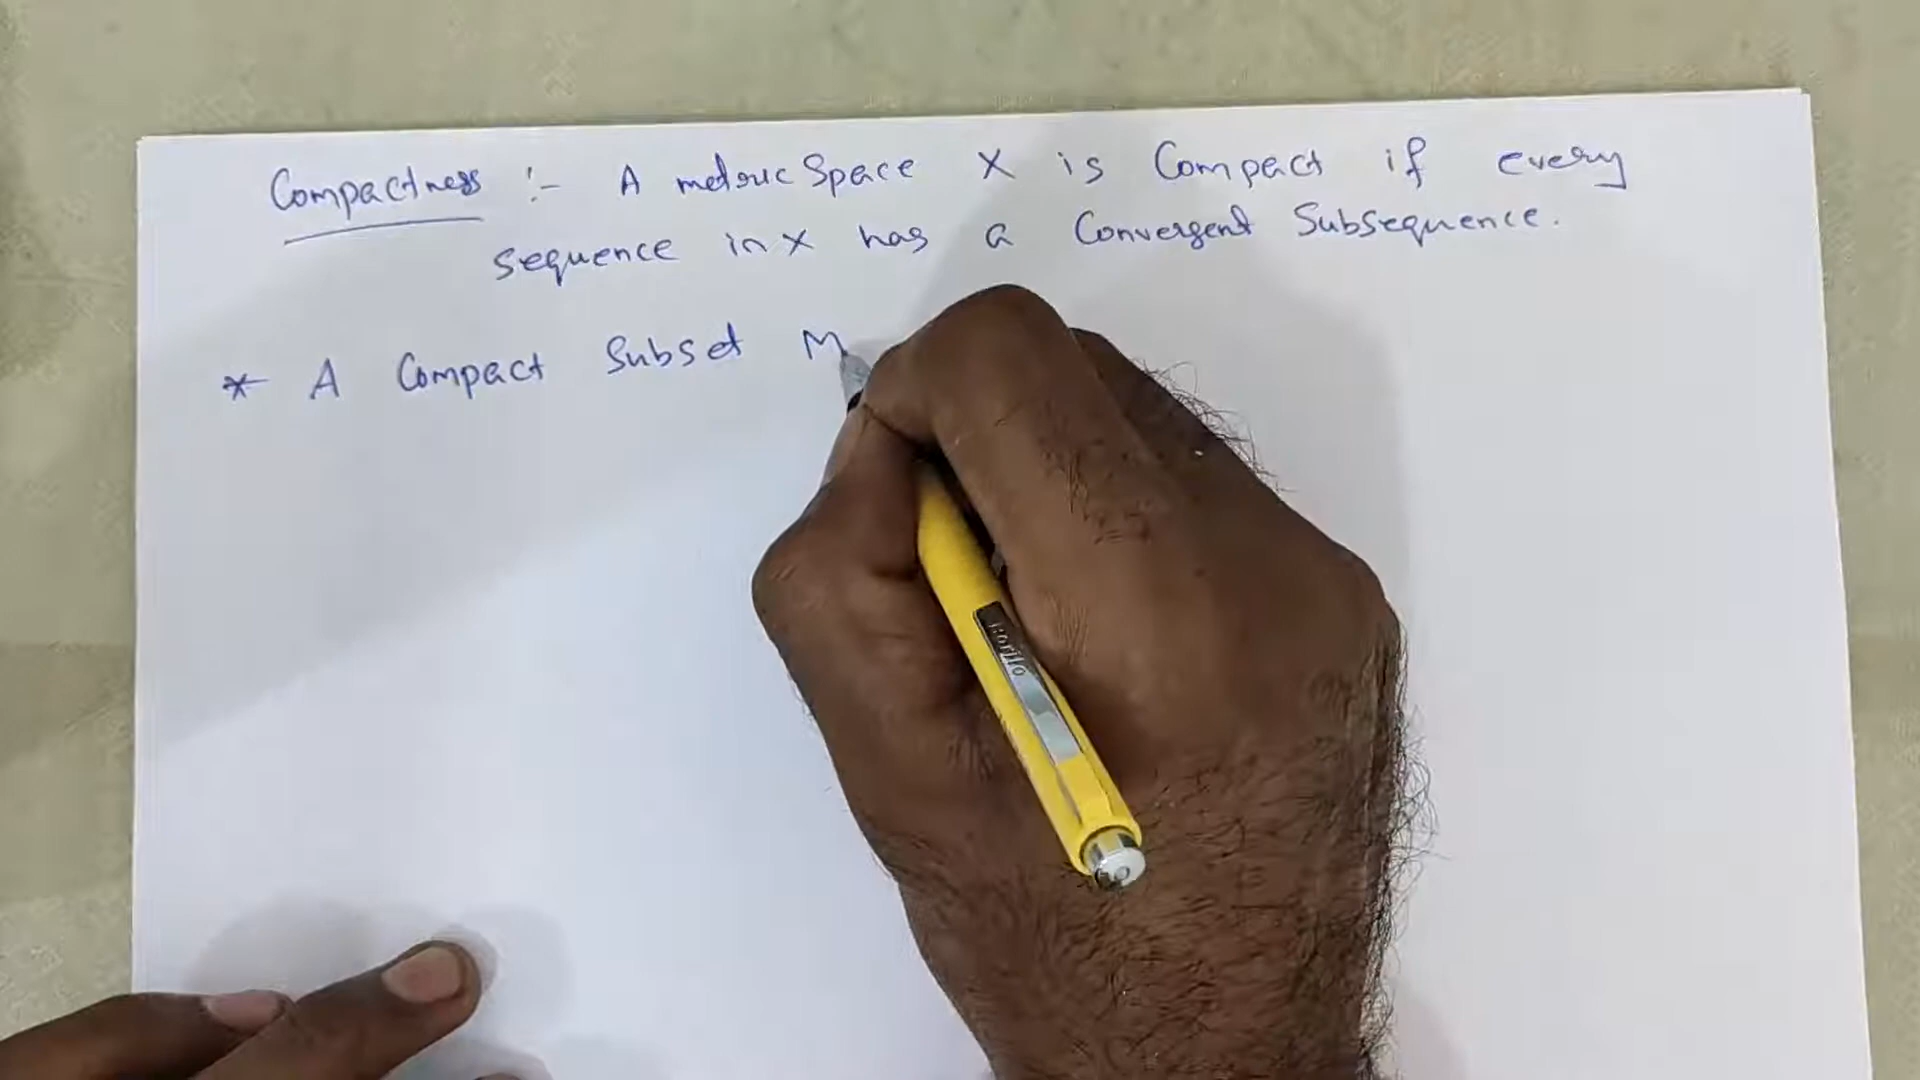 Compactness :- A metric Space X is Compact if every
sequence in X has a Convergent Subsequence.
* A Compact Subset M